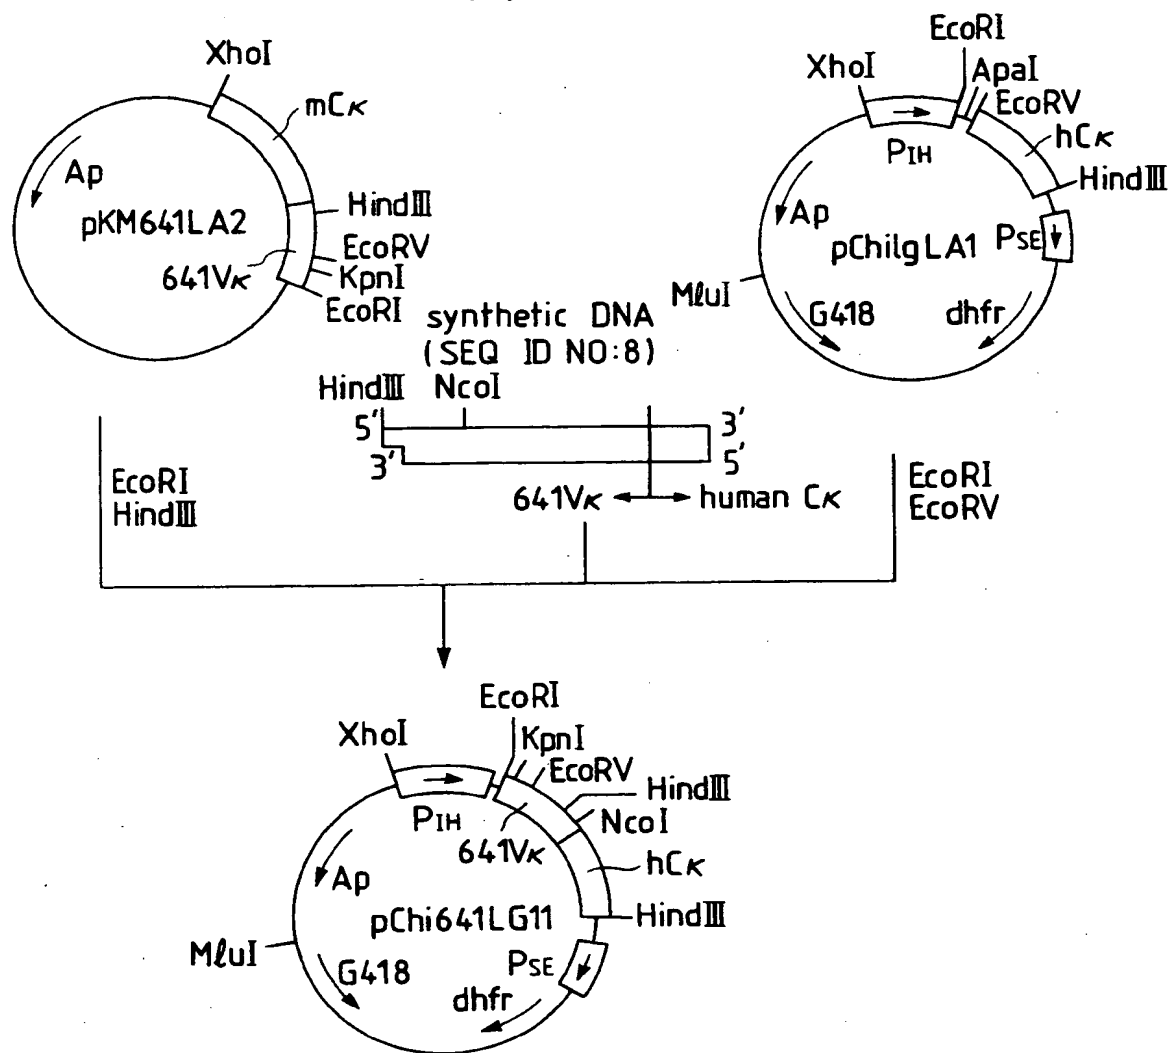 XhoI
mCκ
Ap
pKM641LA2
HindⅢ
EcoRV
641Vκ
KpnI
EcoRI
EcoRI
XhoI
ApaI
EcoRV
hCκ
PIH
HindⅢ
Ap
pChiIgLA1
PSE
MluI
G418
dhfr
synthetic DNA
(SEQ ID NO:8)
HindⅢ NcoI
5′
3′
3′
5′
641Vκ
human Cκ
EcoRI
HindⅢ
EcoRI
EcoRV
EcoRI
XhoI
KpnI
EcoRV
HindⅢ
PIH
NcoI
641Vκ
hCκ
Ap
pChi641LG11
HindⅢ
MluI
G418
PSE
dhfr